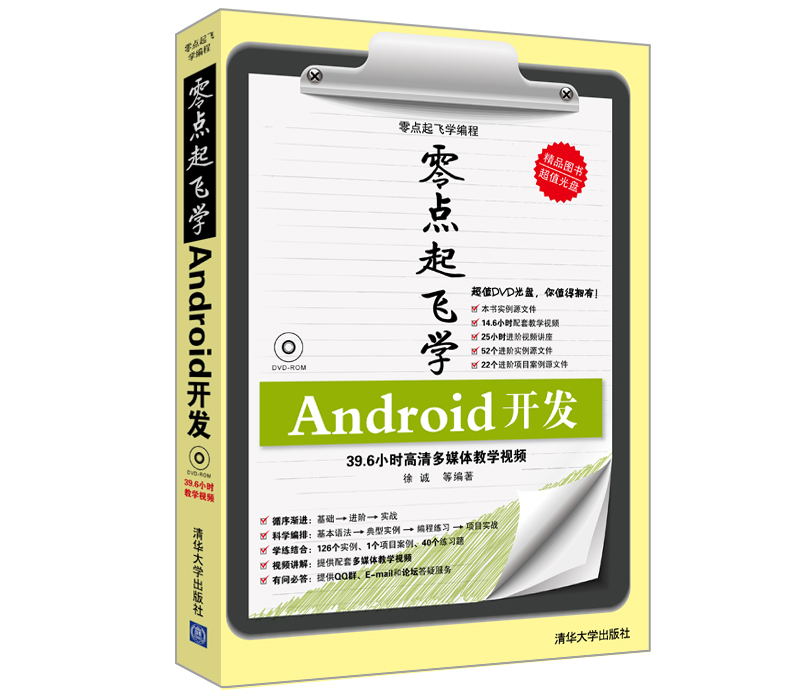 零点起飞
学编程
零点起飞学
Android开发
DVD-ROM
39.6小时
教学视频
清华大学出版社
零点起飞学编程
零点起飞学
精品图书
超值光盘
超值DVD光盘，你值得拥有！
本书实例源文件
14.6小时配套教学视频
25小时进阶视频讲座
52个进阶实例源文件
22个进阶项目案例源文件
DVD-ROM
Android 开发
39.6小时高清多媒体教学视频
徐诚 等编著
循序渐进：基础→进阶→实战
科学编排：基本语法→典型实例→编程练习→项目实战
学练结合：126个实例、1个项目案例、40个练习题
视频讲解：提供配套多媒体教学视频
有问必答：提供QQ群、E-mail和论坛答疑服务
清华大学出版社